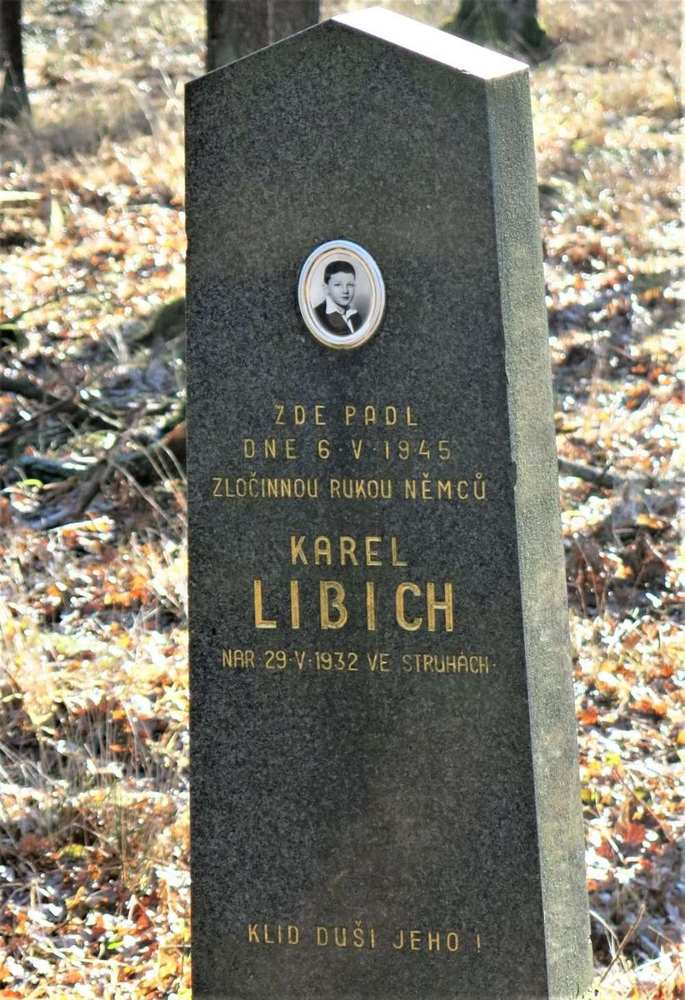 ZDE PADL
DNE 6·V·1945
ZLOČINNOU RUKOU NĚMCŮ
KAREL
LIBICH
NAR·29·V·1932 VE STRUHÁCH·
KLID DUŠI JEHO!